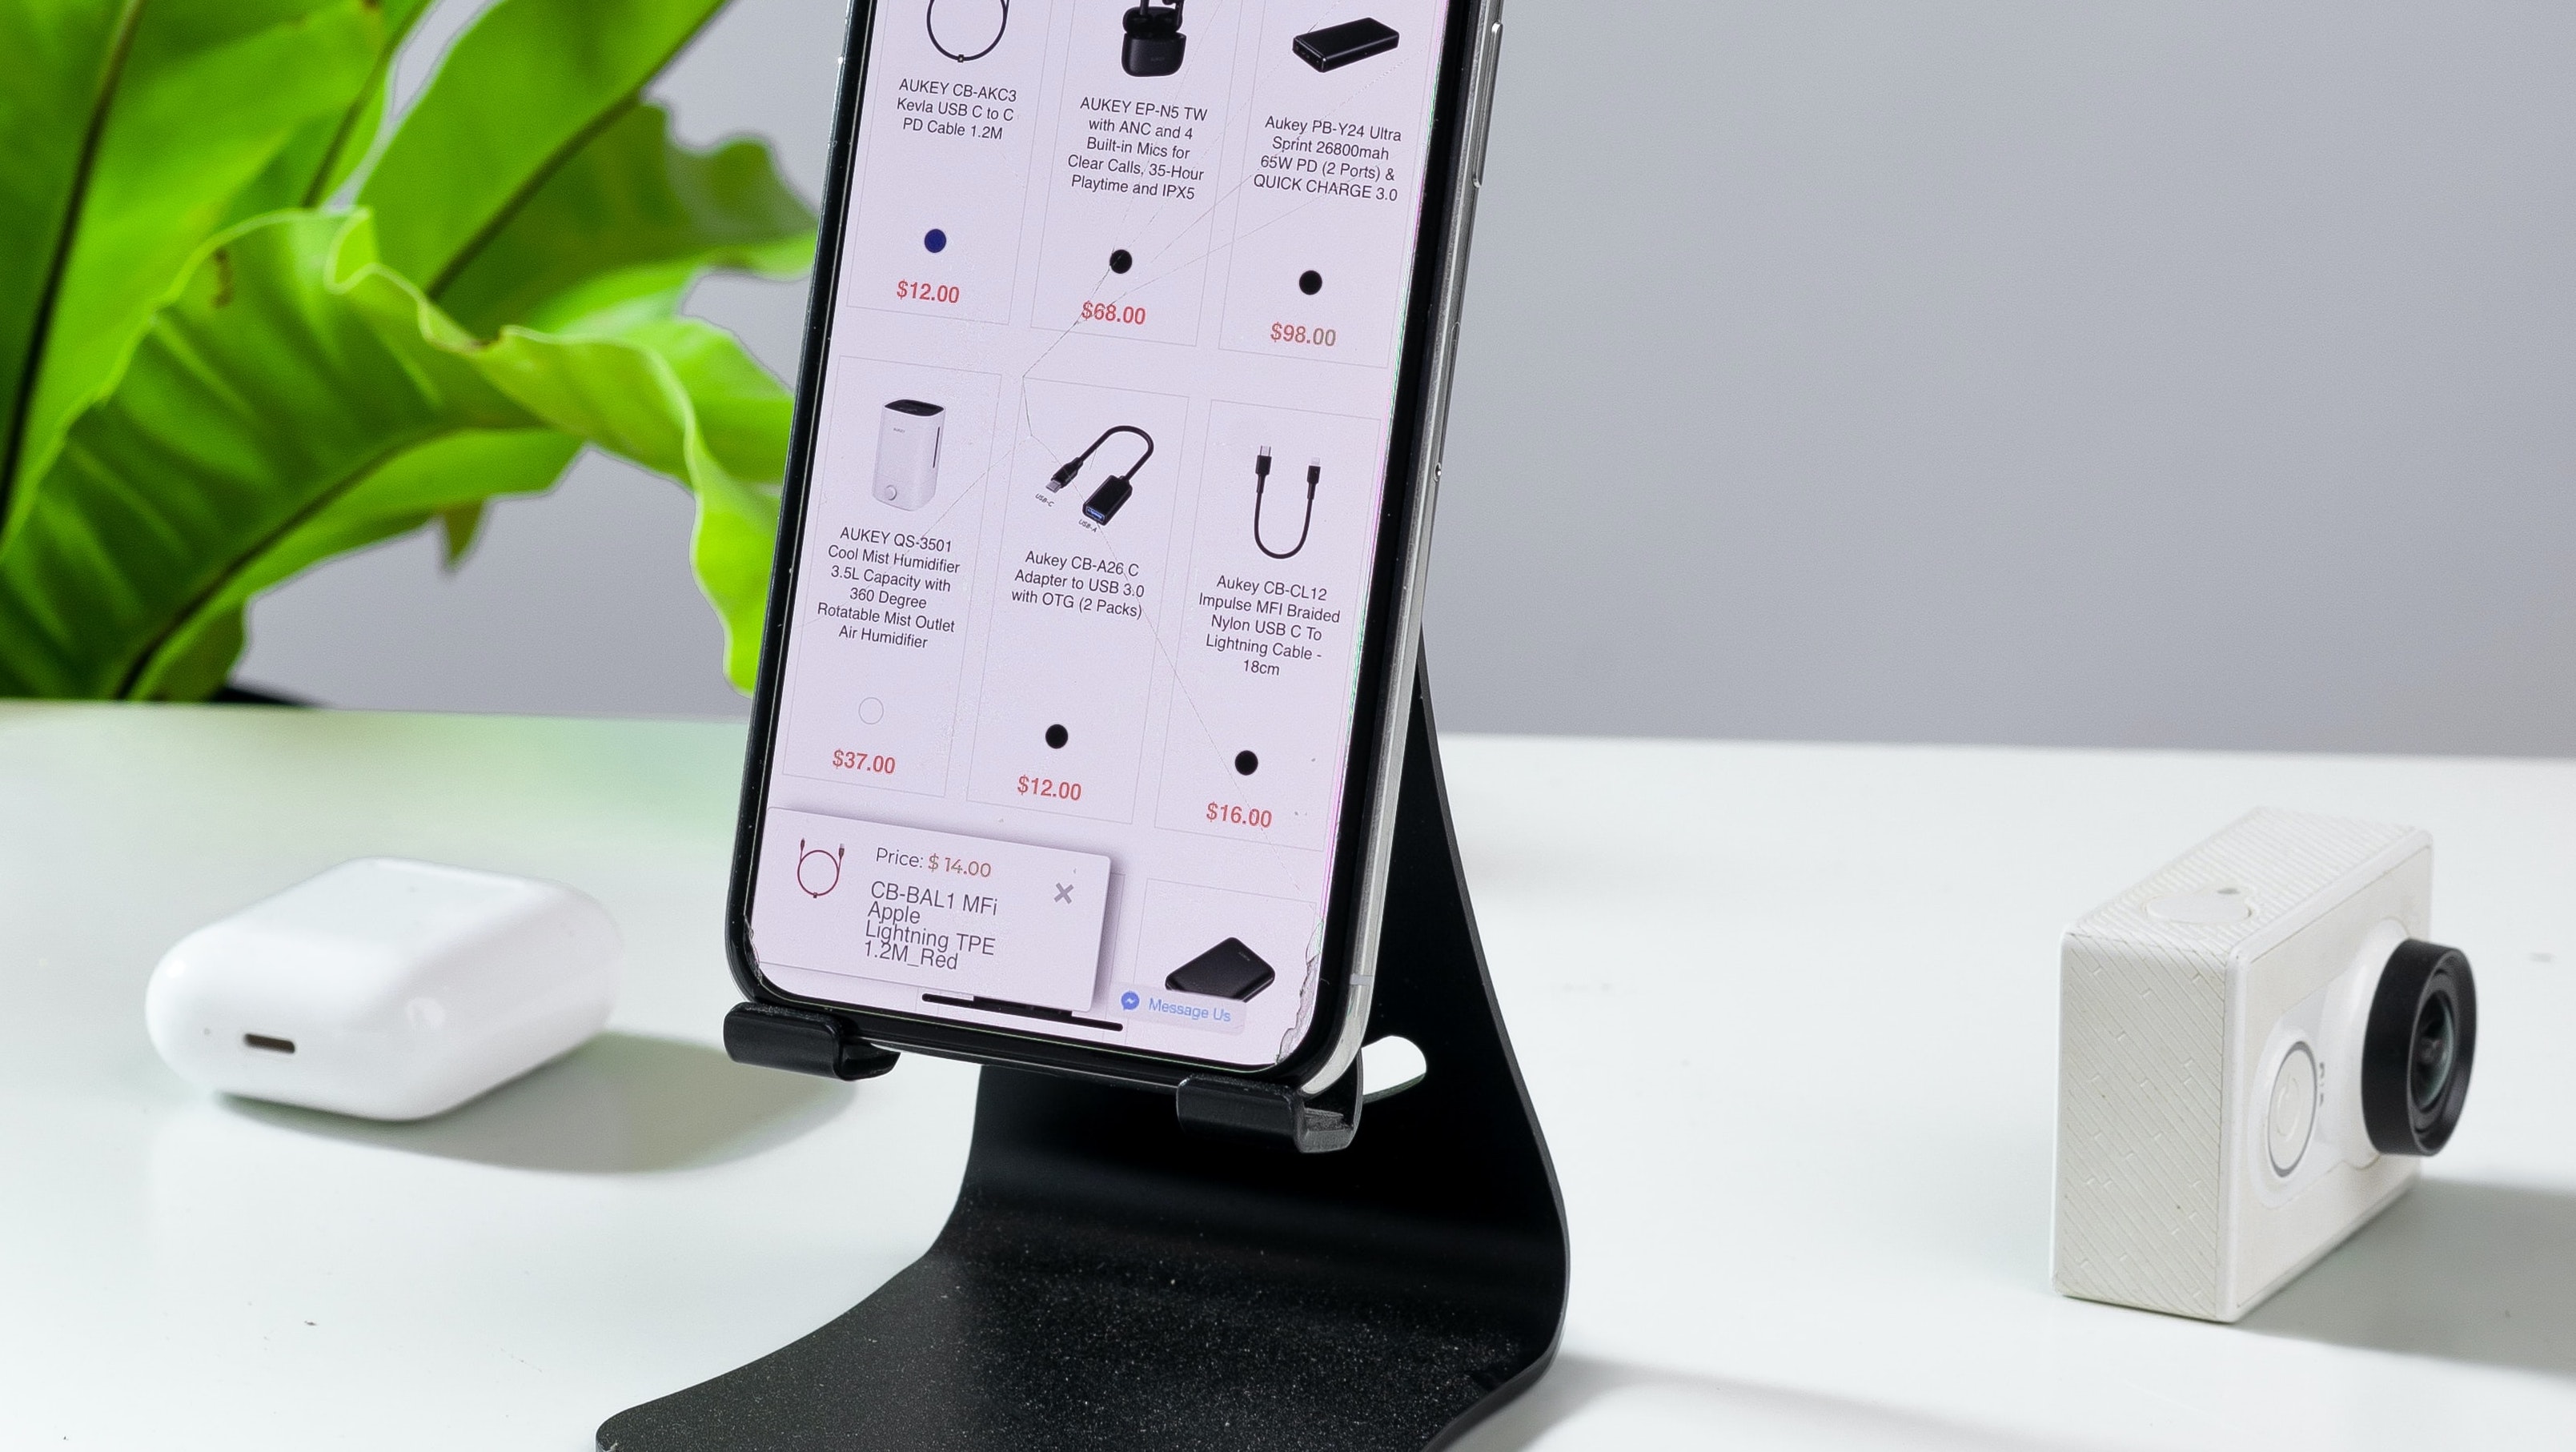 AUKEY CB-AKC3
Kevla USB C to C
PD Cable 1.2M
$12.00
AUKEY EP-N5 TW
with ANC and 4
Built-in Mics for
Clear Calls, 35-Hour
Playtime and IPX5
$68.00
Aukey PB-Y24 Ultra
Sprint 26800mah
65W PD (2 Ports) &
QUICK CHARGE 3.0
$98.00
AUKEY QS-3501
Cool Mist Humidifier
3.5L Capacity with
360 Degree
Rotatable Mist Outlet
Air Humidifier
$37.00
USB-C
USB-A
Aukey CB-A26 C
Adapter to USB 3.0
with OTG (2 Packs)
$12.00
Aukey CB-CL12
Impulse MFI Braided
Nylon USB C To
Lightning Cable -
18cm
$16.00
Price: $ 14.00
CB-BAL1 MFi
Apple
Lightning TPE
1.2M_Red
Message Us